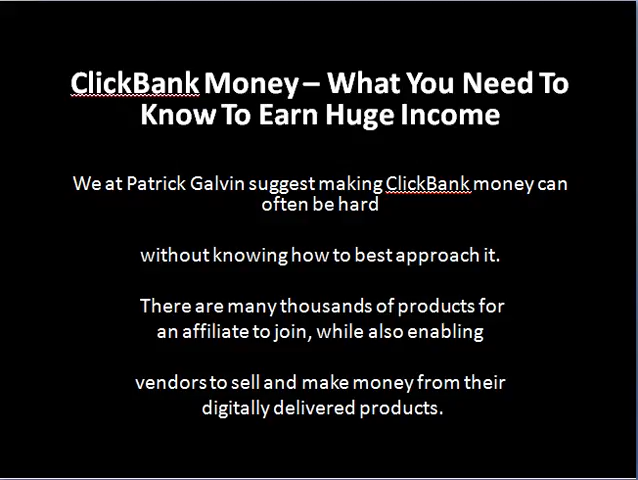 ClickBank Money – What You Need To
Know To Earn Huge Income
We at Patrick Galvin suggest making ClickBank money can
often be hard
without knowing how to best approach it.
There are many thousands of products for
an affiliate to join, while also enabling
vendors to sell and make money from their
digitally delivered products.